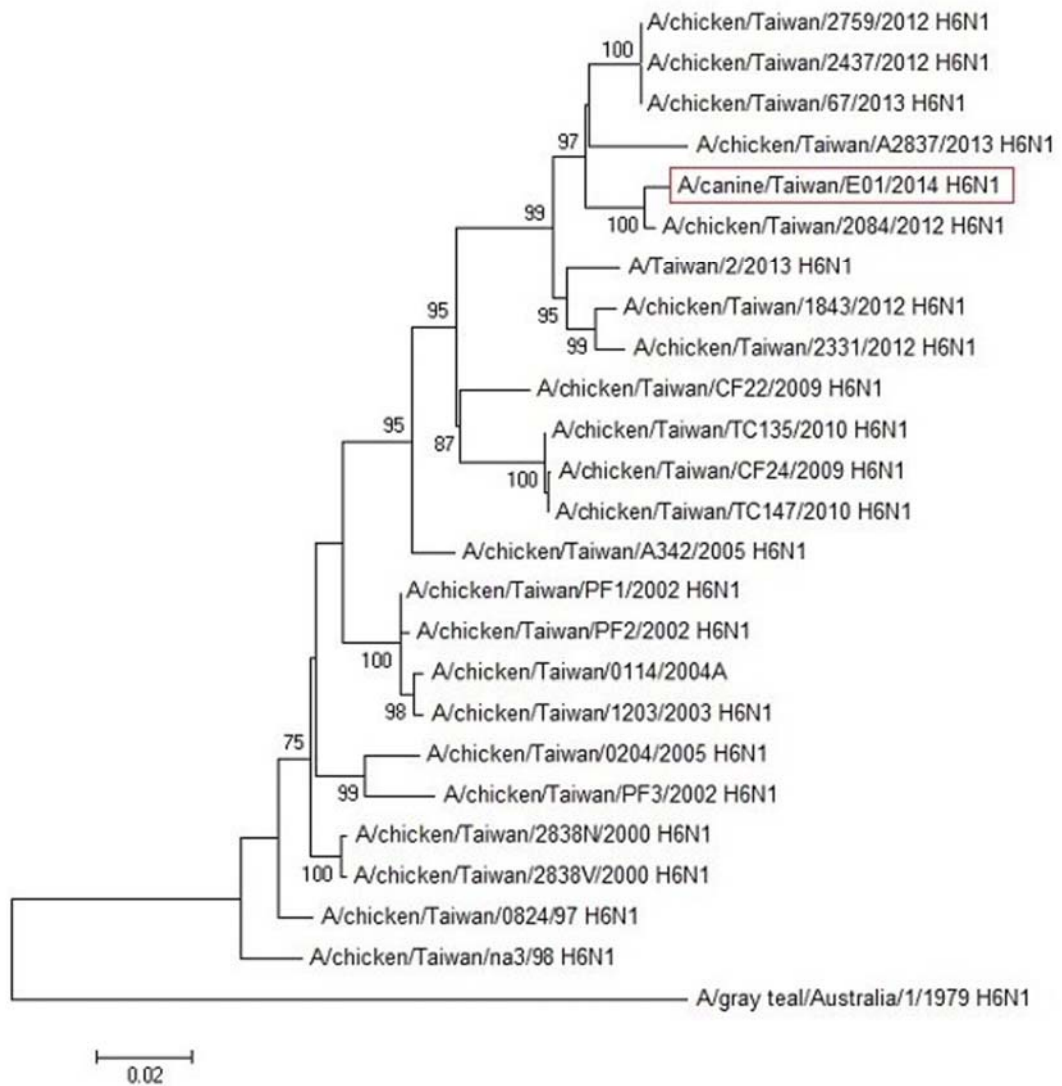 A/chicken/Taiwan/2759/2012 H6N1
100
A/chicken/Taiwan/2437/2012 H6N1
A/chicken/Taiwan/67/2013 H6N1
97
A/chicken/Taiwan/A2837/2013 H6N1
A/canine/Taiwan/E01/2014 H6N1
99
100
A/chicken/Taiwan/2084/2012 H6N1
A/Taiwan/2/2013 H6N1
95
A/chicken/Taiwan/1843/2012 H6N1
95
99
A/chicken/Taiwan/2331/2012 H6N1
A/chicken/Taiwan/CF22/2009 H6N1
95
87
A/chicken/Taiwan/TC135/2010 H6N1
100
A/chicken/Taiwan/CF24/2009 H6N1
A/chicken/Taiwan/TC147/2010 H6N1
A/chicken/Taiwan/A342/2005 H6N1
A/chicken/Taiwan/PF1/2002 H6N1
A/chicken/Taiwan/PF2/2002 H6N1
100
A/chicken/Taiwan/0114/2004A
98
A/chicken/Taiwan/1203/2003 H6N1
75
A/chicken/Taiwan/0204/2005 H6N1
99
A/chicken/Taiwan/PF3/2002 H6N1
A/chicken/Taiwan/2838N/2000 H6N1
100
A/chicken/Taiwan/2838V/2000 H6N1
A/chicken/Taiwan/0824/97 H6N1
A/chicken/Taiwan/na3/98 H6N1
A/gray teal/Australia/1/1979 H6N1
0.02